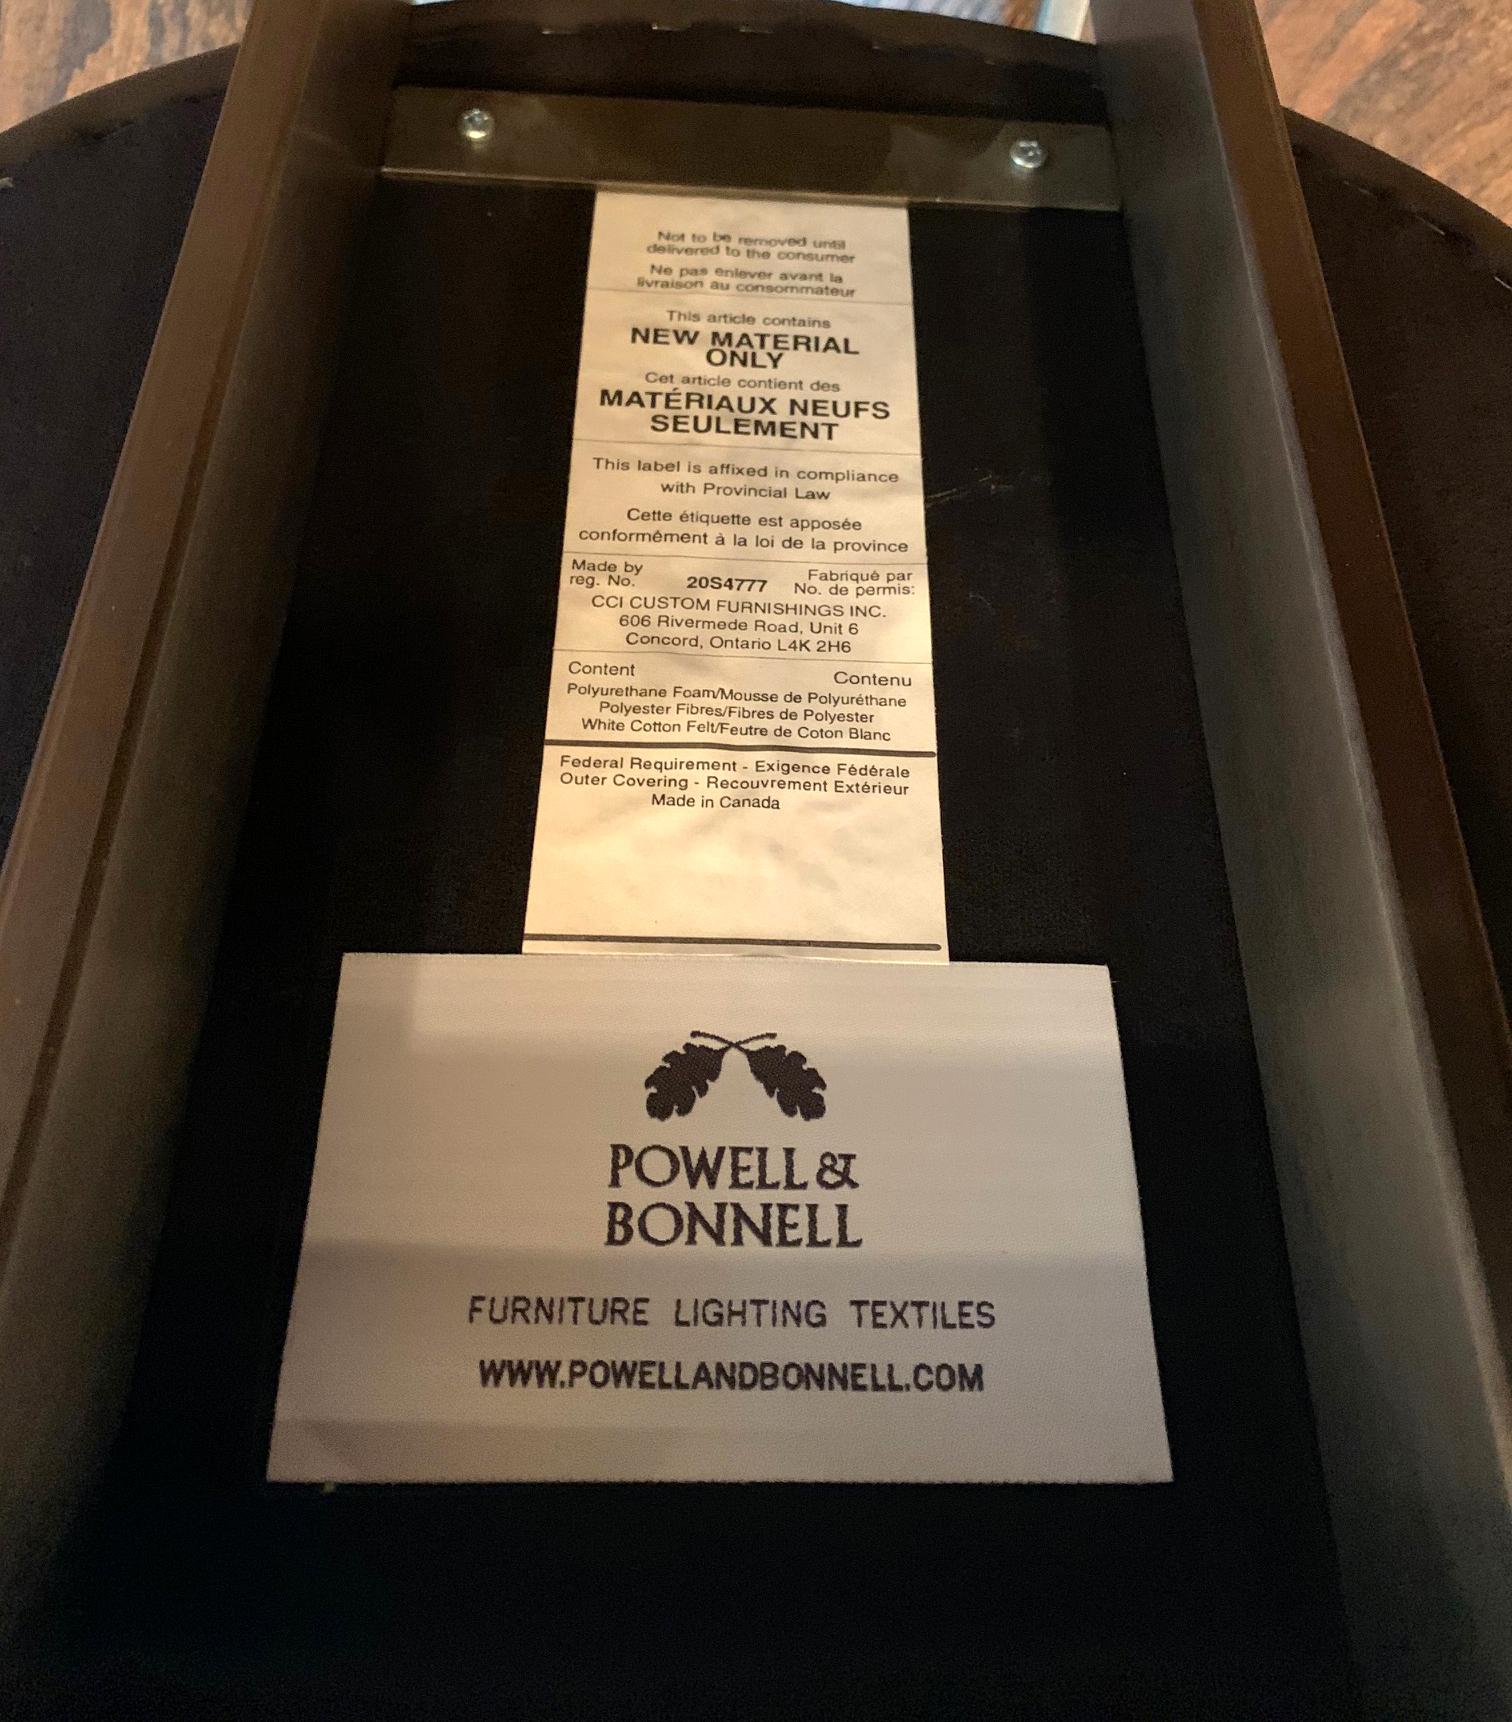 Not to be removed until
delivered to the consumer
Ne pas enlever avant la
livraison au consommateur
This article contains
NEW MATERIAL
ONLY
Cet article contient des
MATÉRIAUX NEUFS
SEULEMENT
This label is affixed in compliance
with Provincial Law
Cette étiquette est apposée
conformément à la loi de la province
Made by
reg. No.
20S4777
Fabriqué par
No. de permis:
CCI CUSTOM FURNISHINGS INC.
606 Rivermede Road, Unit 6
Concord, Ontario L4K 2H6
Content Contenu
Polyurethane Foam/Mousse de Polyuréthane
Polyester Fibres/Fibres de Polyester
White Cotton Felt/Feutre de Coton Blanc
Federal Requirement - Exigence Fédérale
Outer Covering - Recouvrement Extérieur
Made in Canada
POWELL &
BONNELL
FURNITURE LIGHTING TEXTILES
WWW.POWELLANDBONNELL.COM